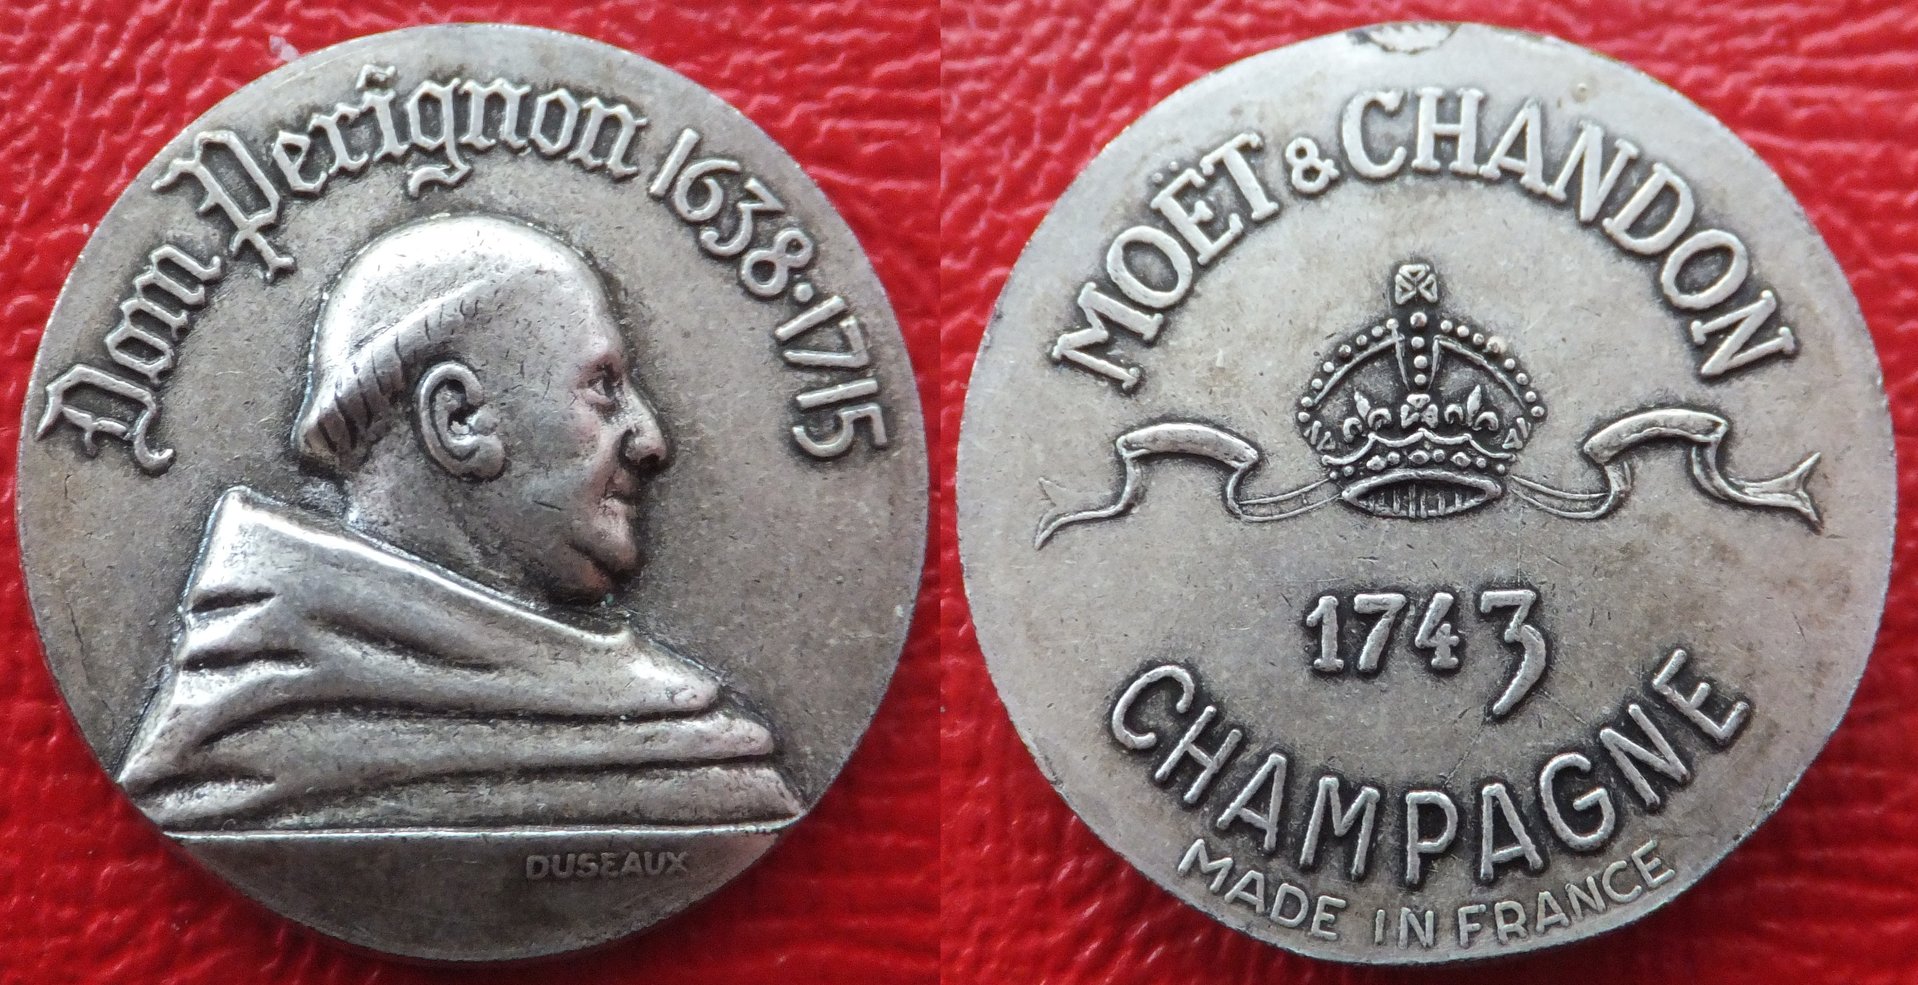 Dom Perignon 1638·1715
DUSEAUX
MOËT & CHANDON
1743
CHAMPAGNE
MADE IN FRANCE